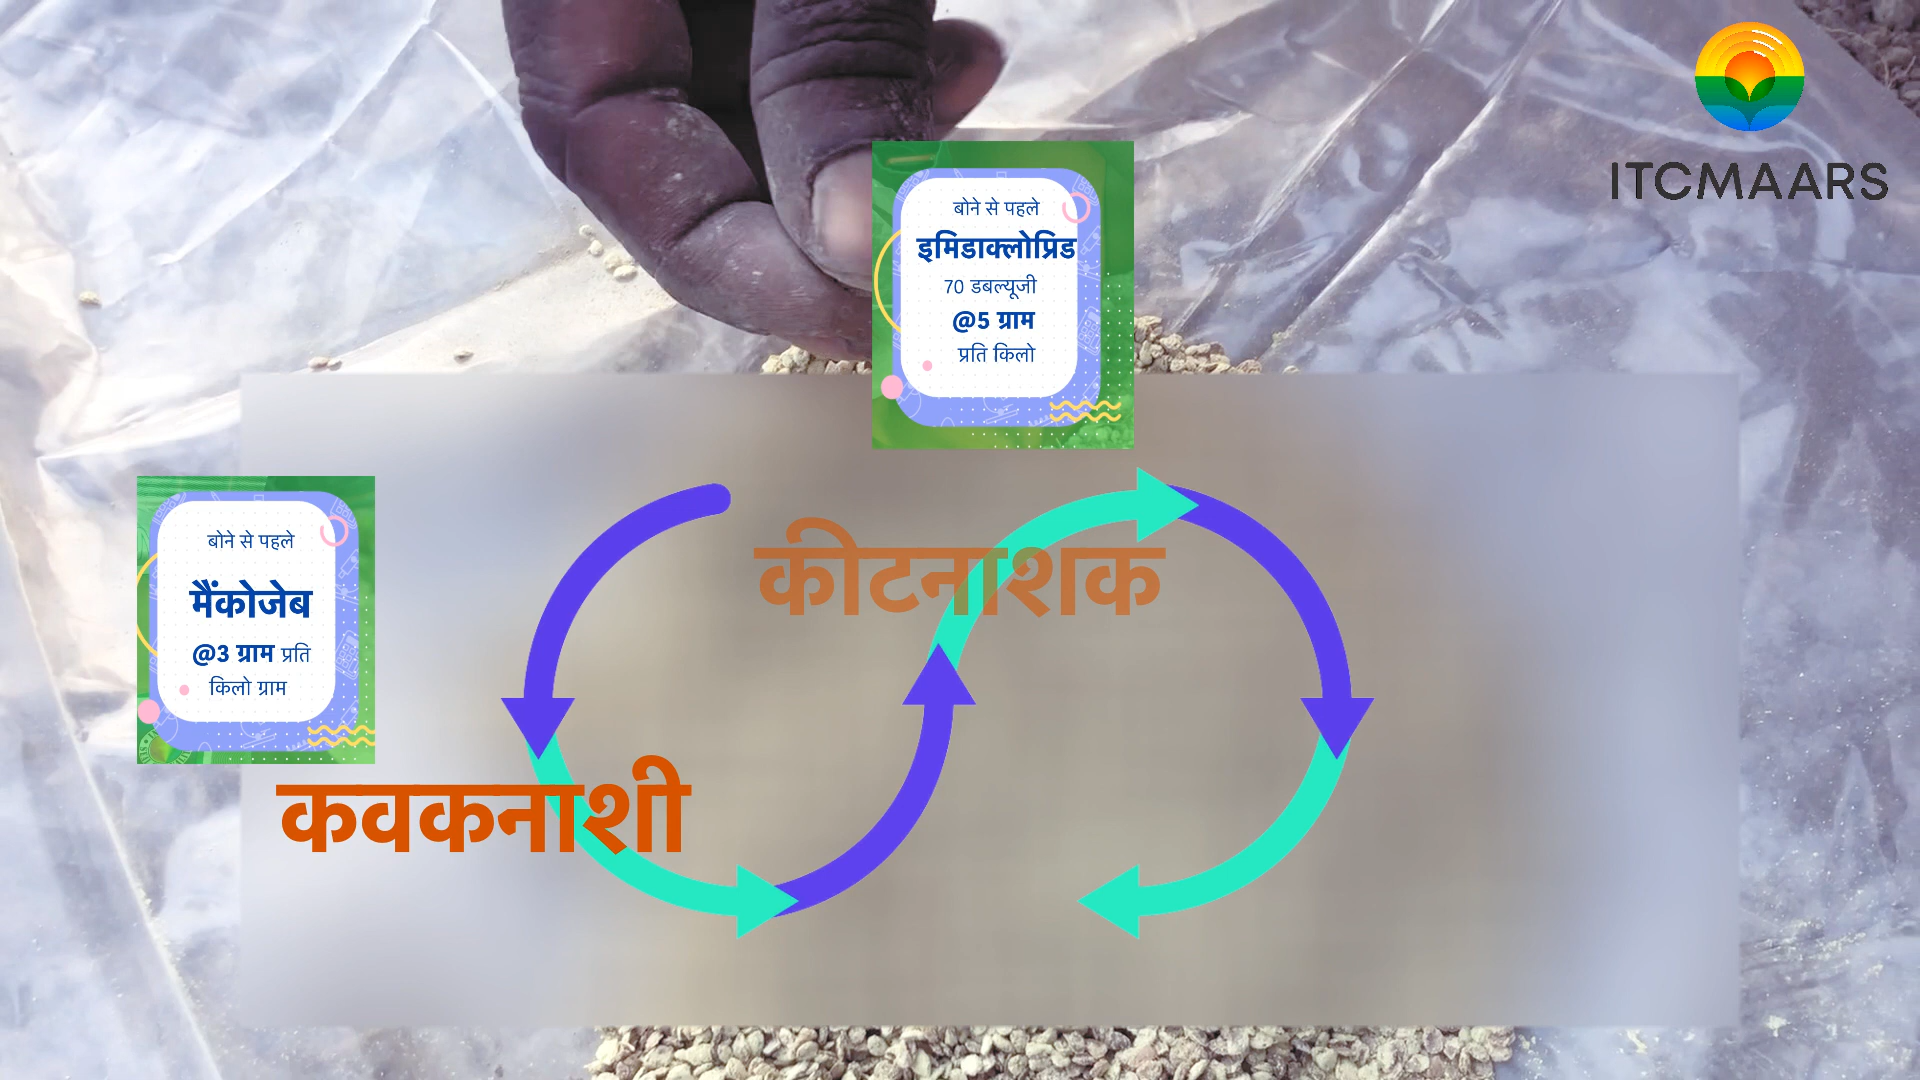 ITCMAARS
बोने से पहले
इमिडाक्लोप्रिड
70 डबल्यूजी
@5 ग्राम
प्रति किलो
कीटनाशक
बोने से पहले
मैंकोजेब
@3 ग्राम प्रति
किलो ग्राम
कवकनाशी